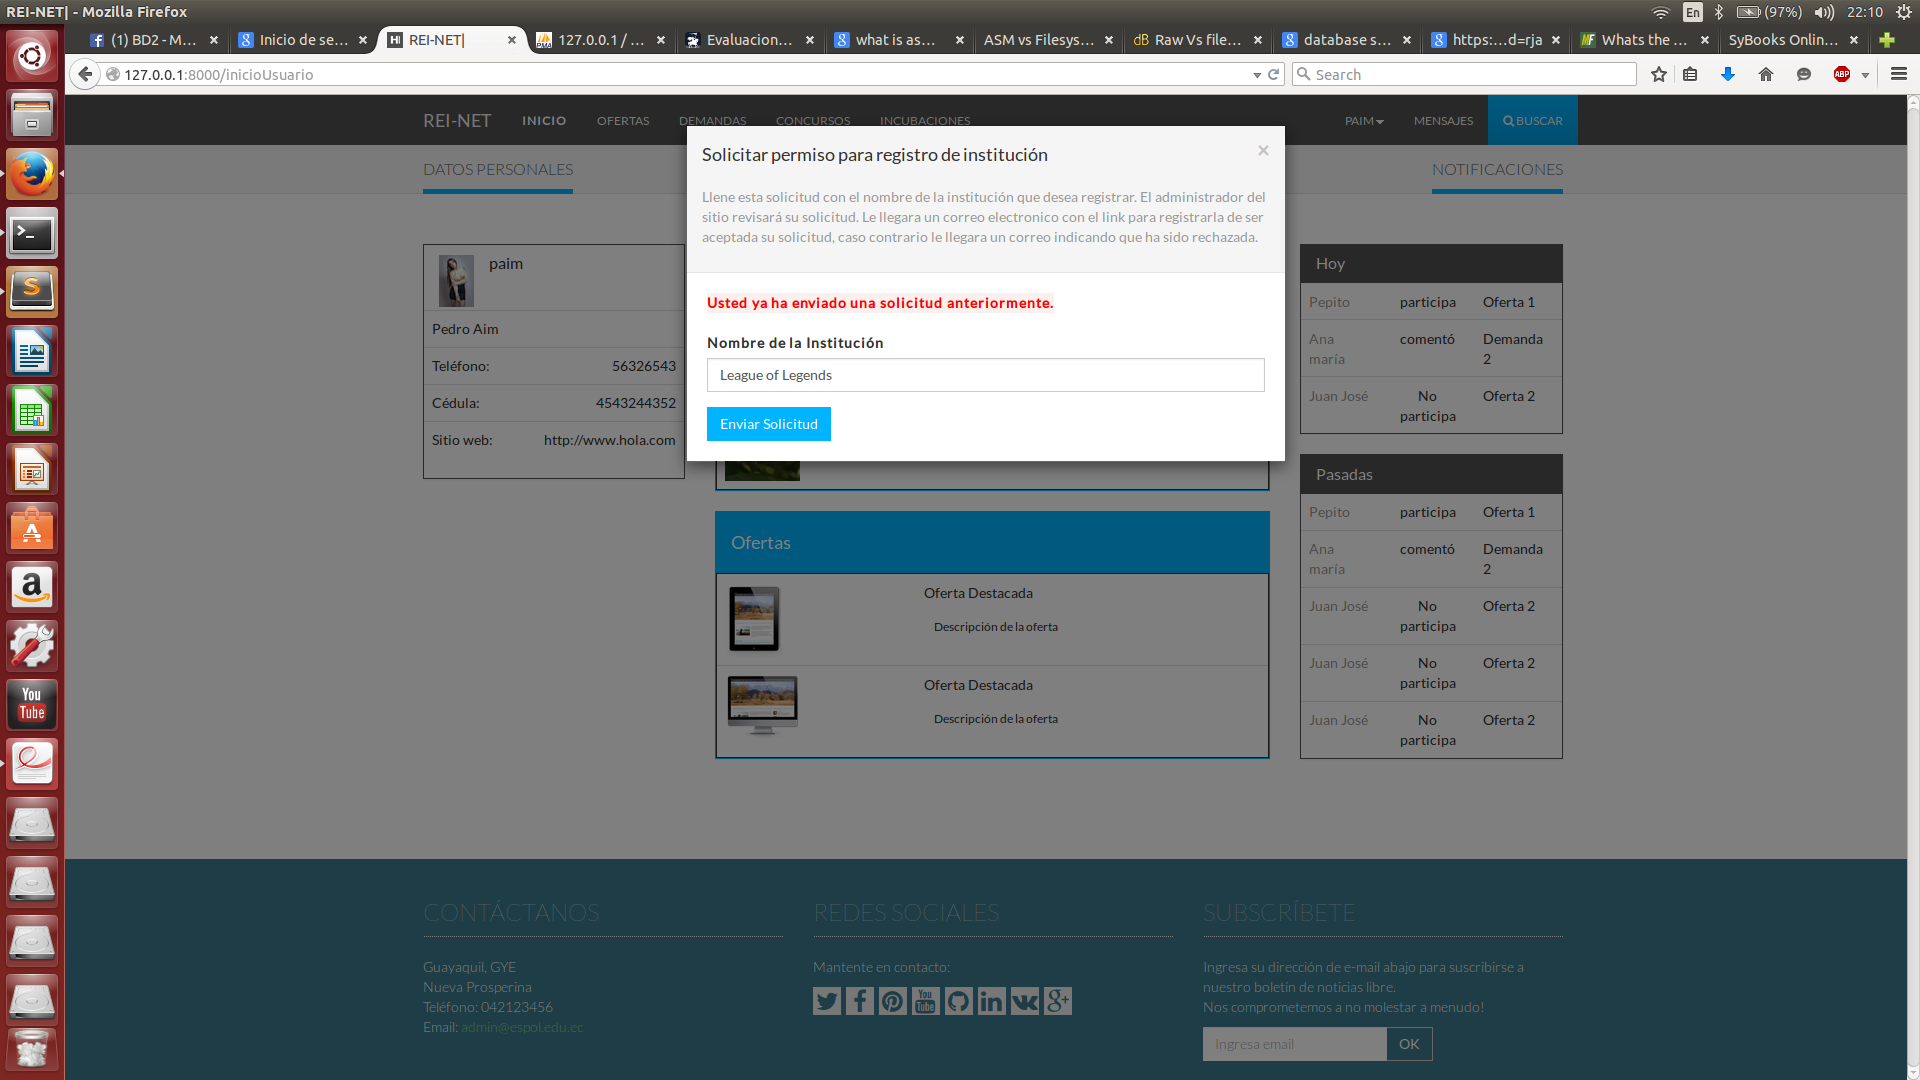 REI-NET| - Mozilla Firefox
En
(97%)
22:10
(1) BD2 - M...
Inicio de se...
REI-NET|
127.0.0.1 / ...
Evaluacion...
what is as...
ASM vs Filesys...
Raw Vs file...
database s...
https:...d=rja
Whats the ...
SyBooks Onlin...
127.0.0.1:8000/inicioUsuario
Search
ABP
REI-NET
INICIO
OFERTAS
DEMANDAS
CONCURSOS
INCUBACIONES
PAIM
MENSAJES
BUSCAR
DATOS PERSONALES
NOTIFICACIONES
Solicitar permiso para registro de institución
×
Llene esta solicitud con el nombre de la institución que desea registrar. El administrador del
sitio revisará su solicitud. Le llegara un correo electronico con el link para registrarla de ser
aceptada su solicitud, caso contrario le llegara un correo indicando que ha sido rechazada.
Usted ya ha enviado una solicitud anteriormente.
Nombre de la Institución
League of Legends
Enviar Solicitud
paim
Pedro Aim
Teléfono: 56326543
Cédula: 4543244352
Sitio web: http://www.hola.com
Ofertas
Oferta Destacada
Descripción de la oferta
Oferta Destacada
Descripción de la oferta
Hoy
Pepito participa Oferta 1
Ana comentó Demanda
maría 2
Juan José No Oferta 2
participa
Pasadas
Pepito participa Oferta 1
Ana comentó Demanda
maría 2
Juan José No Oferta 2
participa
Juan José No Oferta 2
participa
Juan José No Oferta 2
participa
CONTÁCTANOS
Guayaquil, GYE
Nueva Prosperina
Teléfono: 042123456
Email: admin@espol.edu.ec
REDES SOCIALES
Mantente en contacto:
SUBSCRÍBETE
Ingresa su dirección de e-mail abajo para suscribirse a
nuestro boletín de noticias libre.
Nos comprometemos a no molestar a menudo!
Ingresa email
OK
You
Tube